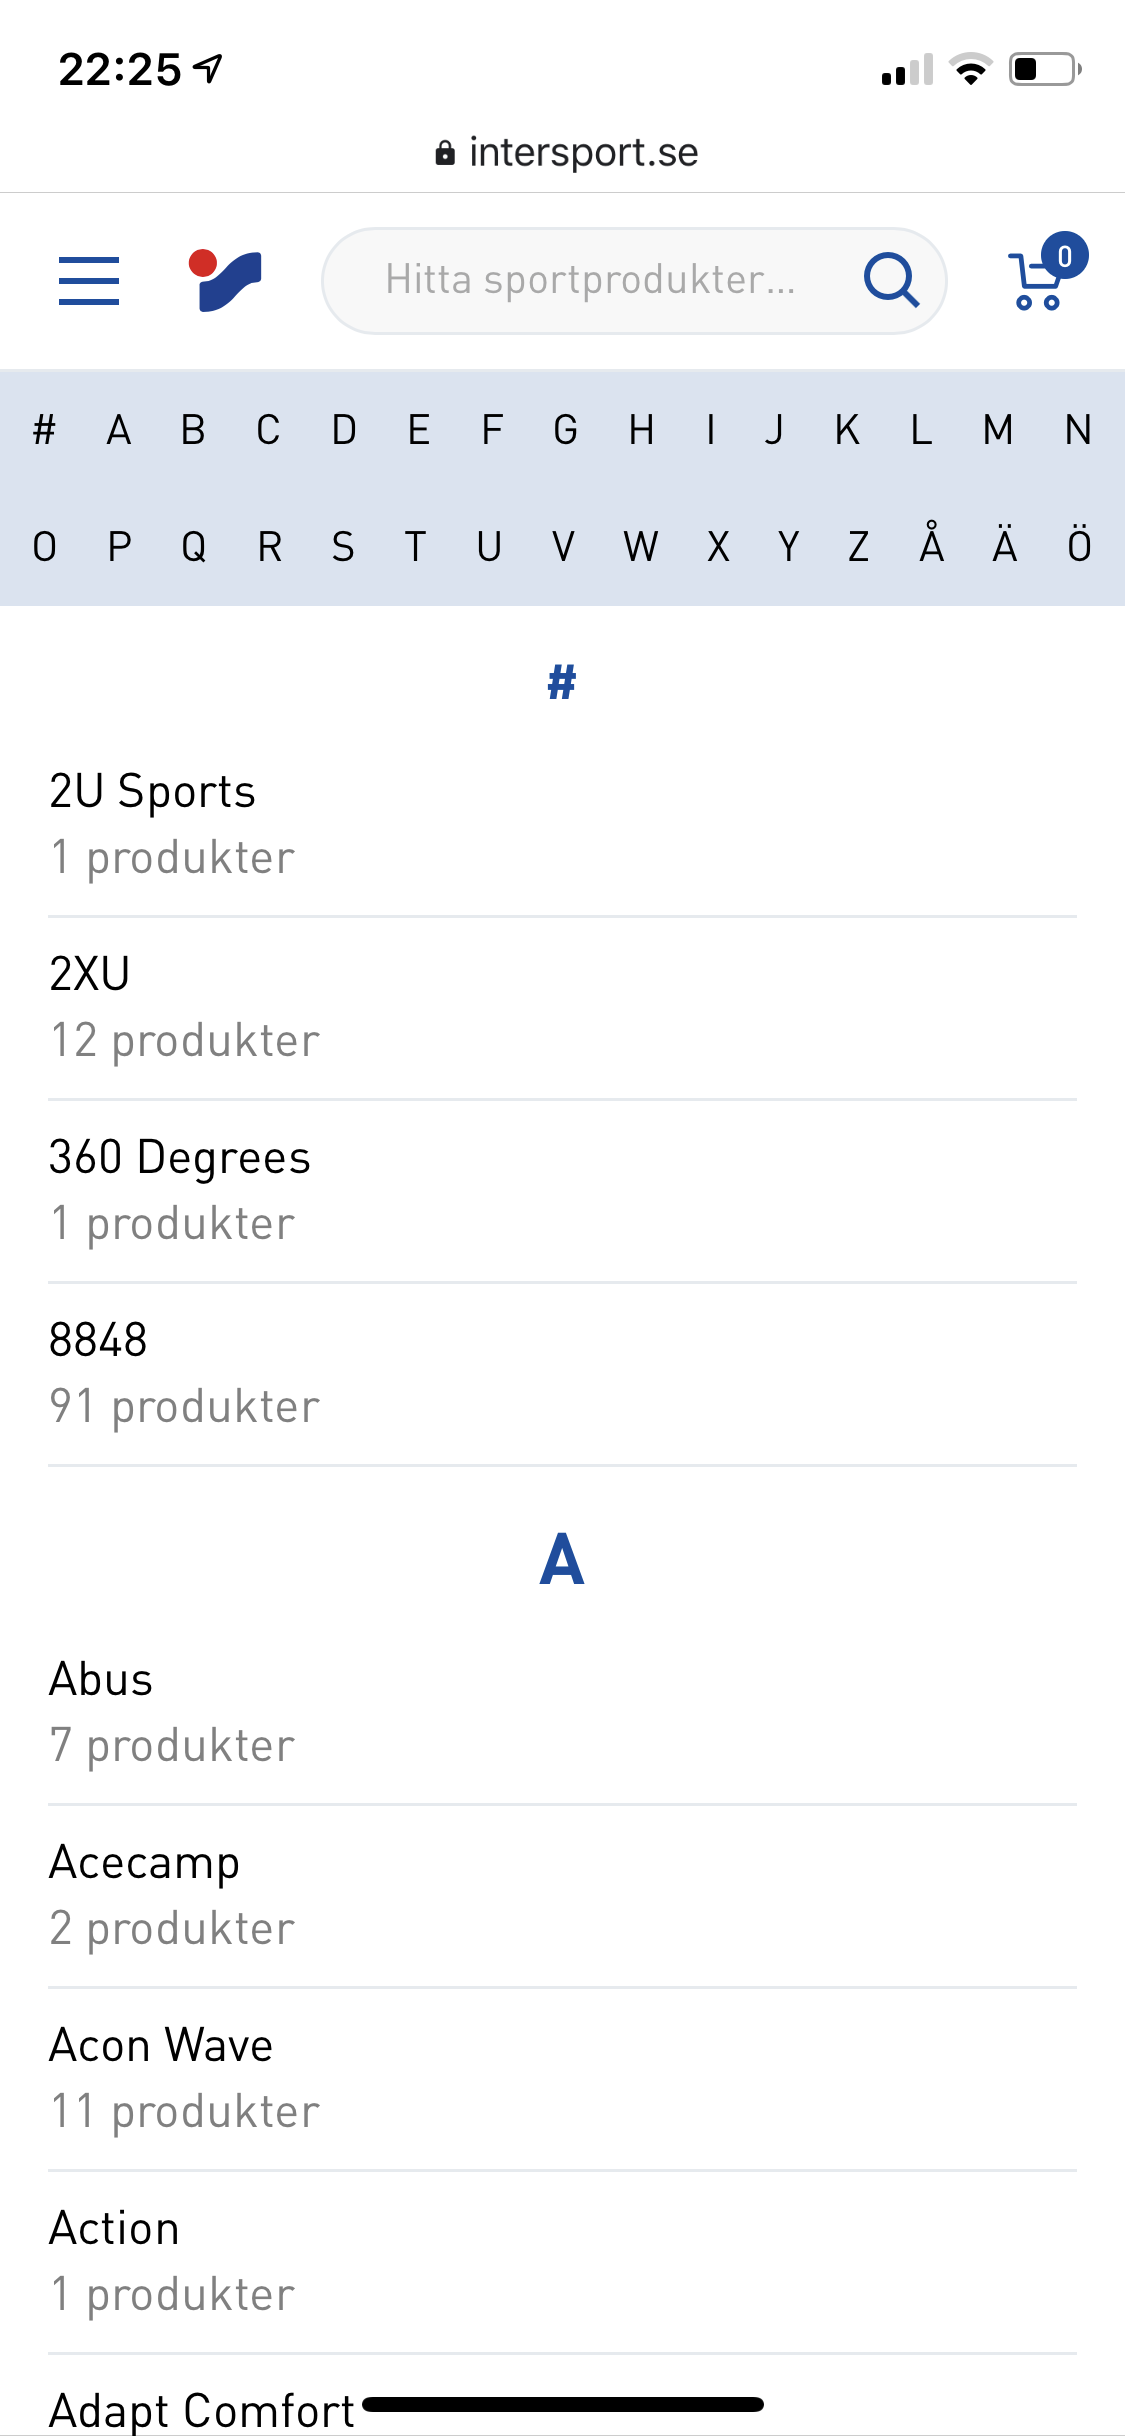 22:25
intersport.se
Hitta sportprodukter...
0
# A B C D E F G H I J K L M N
O P Q R S T U V W X Y Z Å Ä Ö
#
2U Sports
1 produkter
2XU
12 produkter
360 Degrees
1 produkter
8848
91 produkter
A
Abus
7 produkter
Acecamp
2 produkter
Acon Wave
11 produkter
Action
1 produkter
Adapt Comfort